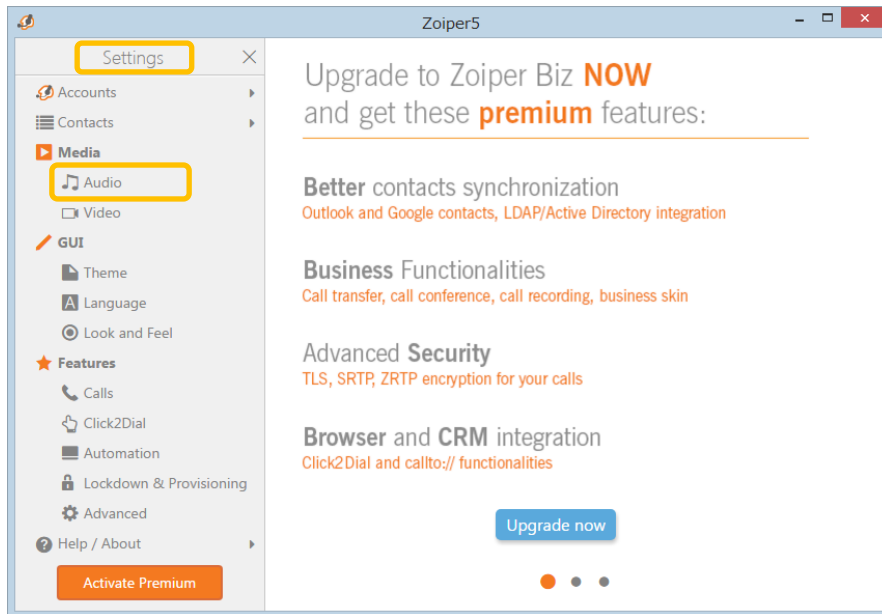 Zoiper5
Settings
Accounts
Contacts
Media
Audio
Video
GUI
Theme
A Language
Look and Feel
Features
Calls
Click2Dial
Automation
Lockdown & Provisioning
Advanced
? Help / About
Activate Premium
Upgrade to Zoiper Biz NOW
and get these premium features:
Better contacts synchronization
Outlook and Google contacts, LDAP/Active Directory integration
Business Functionalities
Call transfer, call conference, call recording, business skin
Advanced Security
TLS, SRTP, ZRTP encryption for your calls
Browser and CRM integration
Click2Dial and callto:// functionalities
Upgrade now